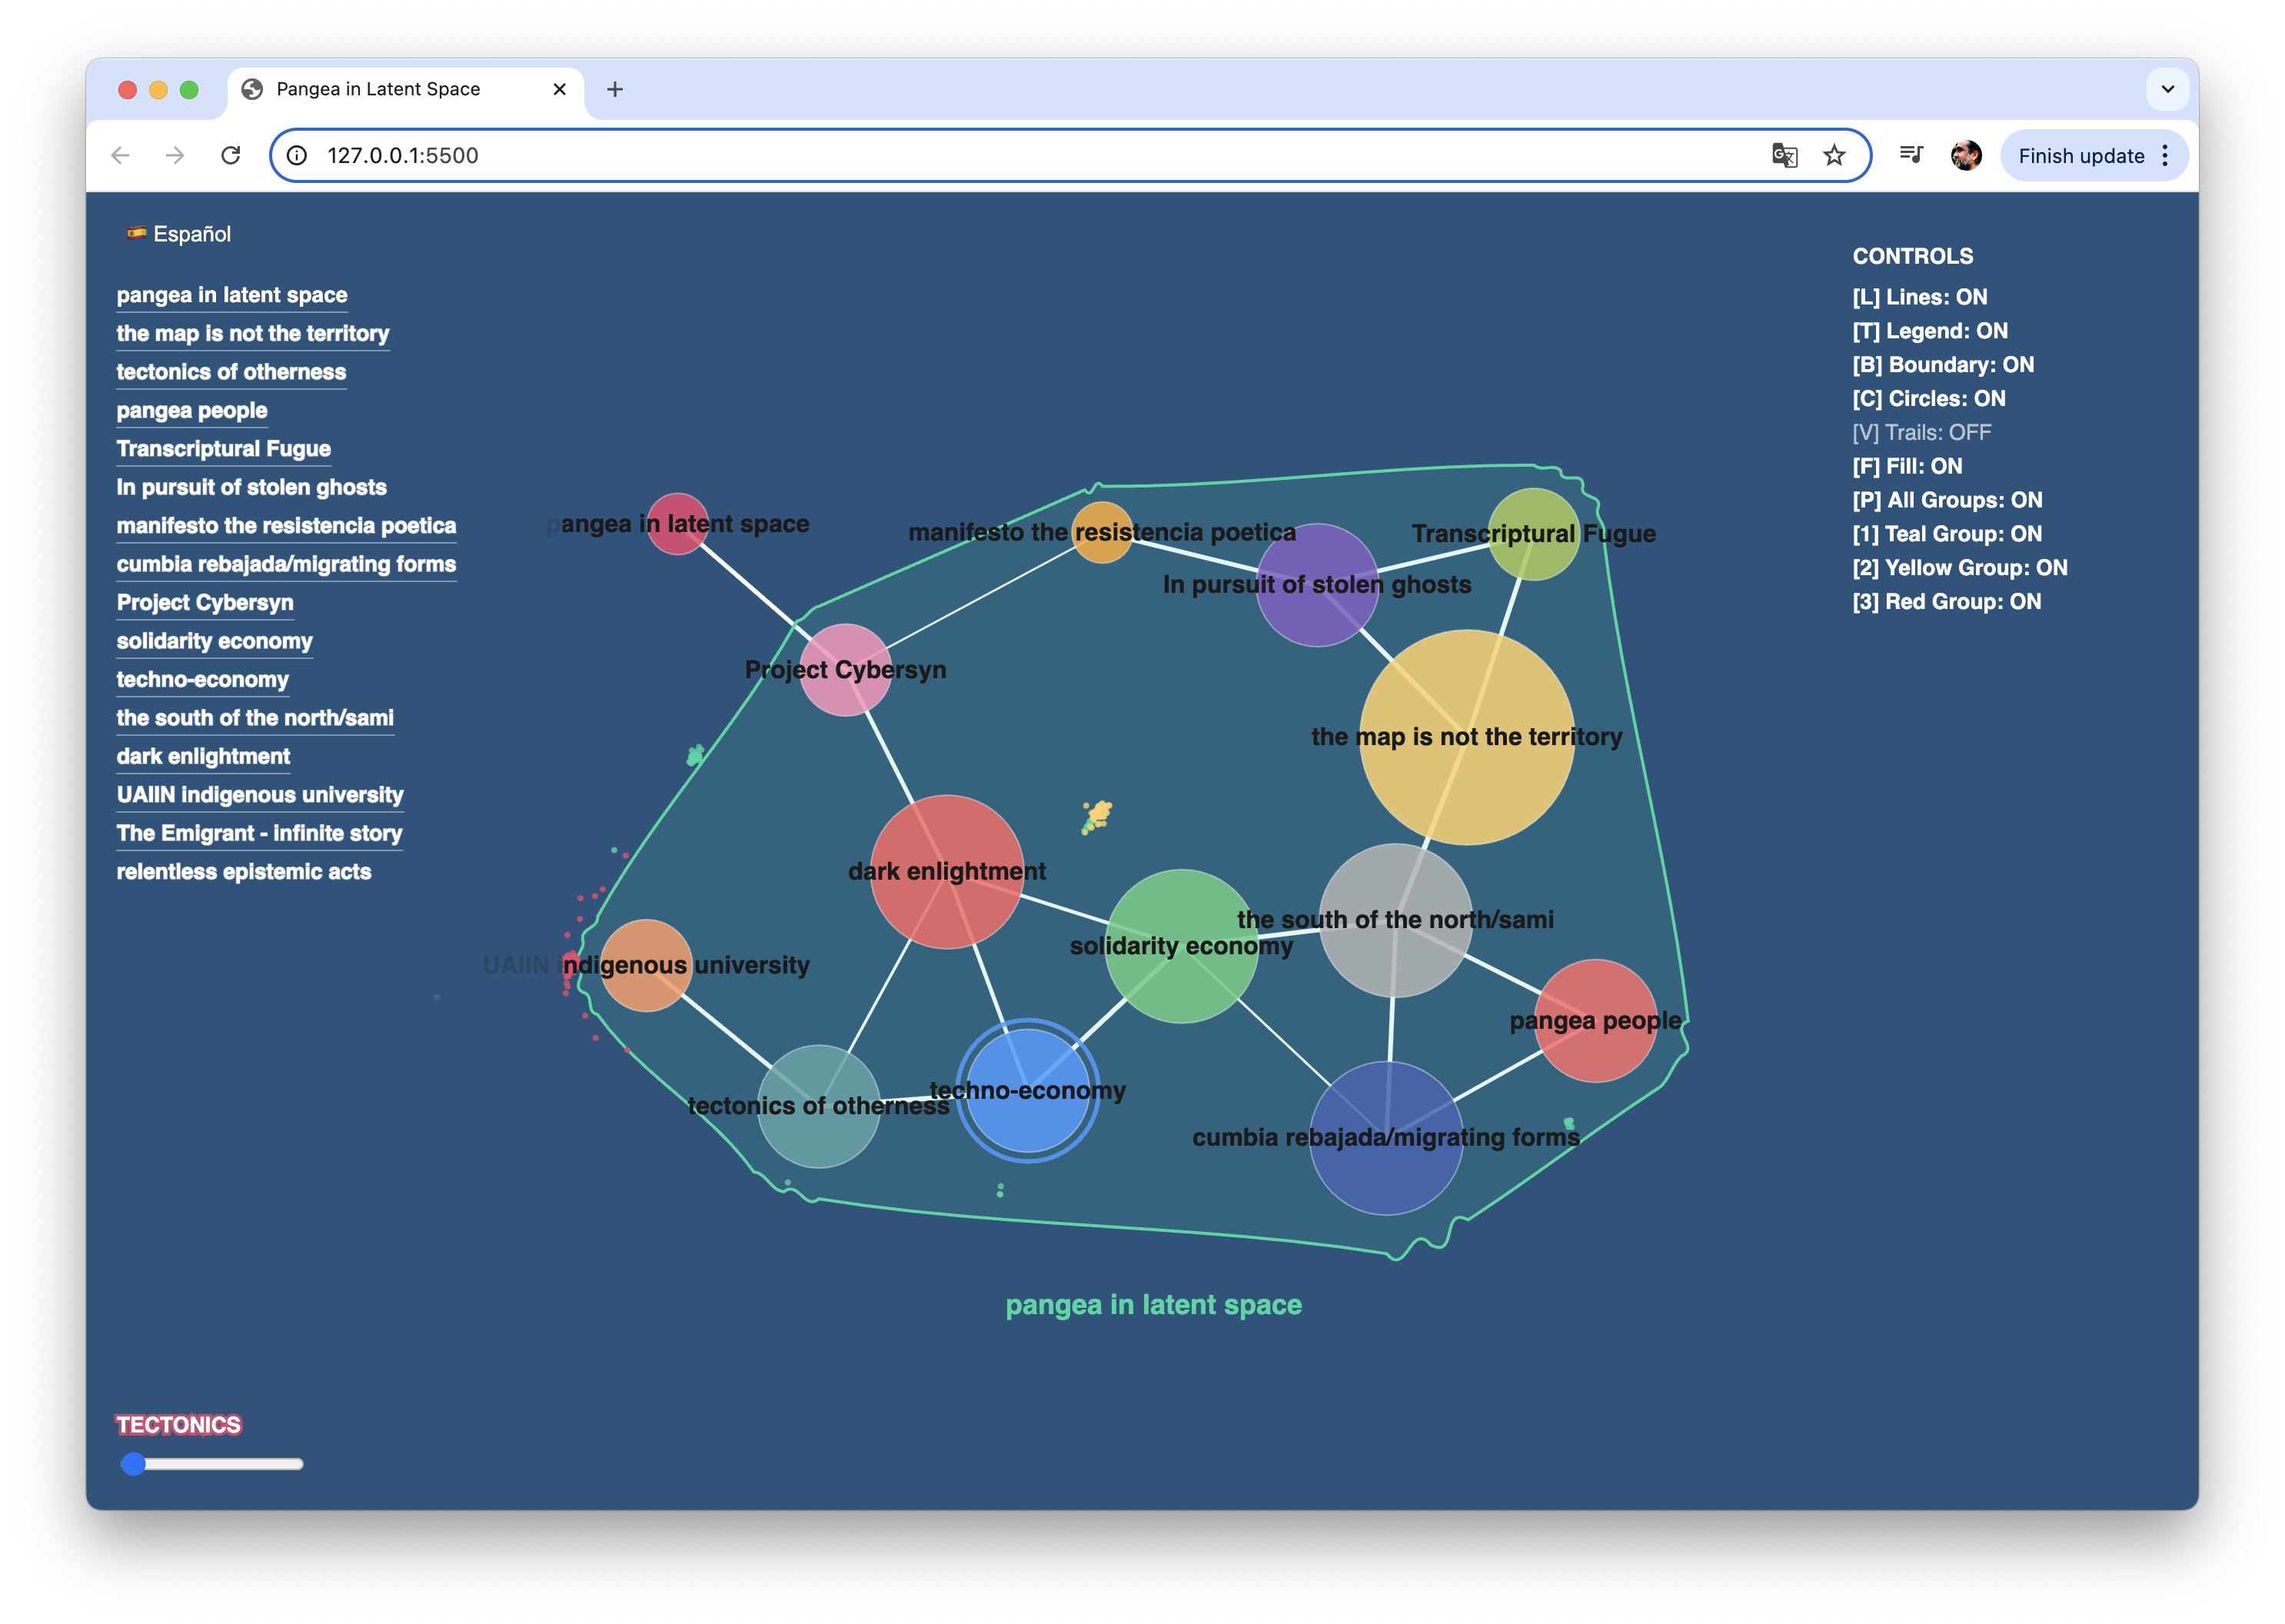 Pangea in Latent Space
127.0.0.1:5500
Finish update
Español
pangea in latent space
the map is not the territory
tectonics of otherness
pangea people
Transcriptural Fugue
In pursuit of stolen ghosts
manifesto the resistencia poetica
cumbia rebajada/migrating forms
Project Cybersyn
solidarity economy
techno-economy
the south of the north/sami
dark enlightment
UAIIN indigenous university
The Emigrant - infinite story
relentless epistemic acts
CONTROLS
[L] Lines: ON
[T] Legend: ON
[B] Boundary: ON
[C] Circles: ON
[V] Trails: OFF
[F] Fill: ON
[P] All Groups: ON
[1] Teal Group: ON
[2] Yellow Group: ON
[3] Red Group: ON
pangea in latent space
manifesto the resistencia poetica
Transcriptural Fugue
In pursuit of stolen ghosts
Project Cybersyn
the map is not the territory
dark enlightment
the south of the north/sami
solidarity economy
UAIIN indigenous university
pangea people
techno-economy
tectonics of otherness
cumbia rebajada/migrating forms
pangea in latent space
TECTONICS